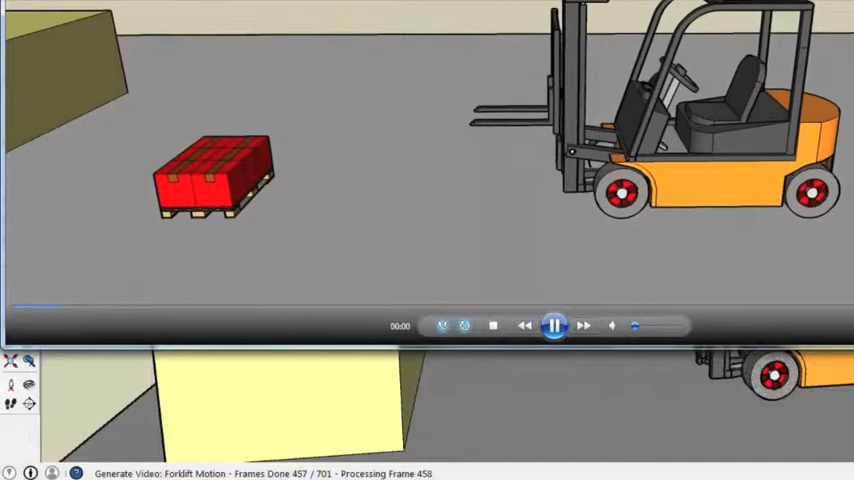 00:00
Generate Video: Forklift Motion - Frames Done 457 / 701 - Processing Frame 458